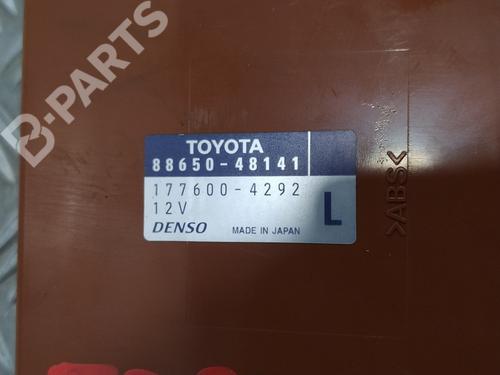 B-PARTS
TOYOTA
88650-48141
177600-4292
12V
L
DENSO MADE IN JAPAN
>ABS<